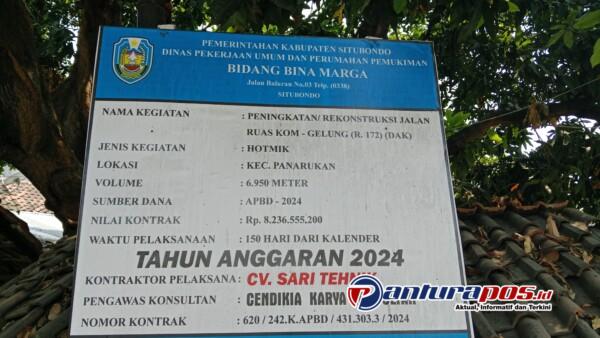 PEMERINTAHAN KABUPATEN SITUBONDO
DINAS PEKERJAAN UMUM DAN PERUMAHAN PEMUKIMAN
BIDANG BINA MARGA
Jalan Baluran No.03 Telp. (0338)
SITUBONDO
NAMA KEGIATAN : PENINGKATAN/ REKONSTRUKSI JALAN
RUAS KOM - GELUNG (R. 172) (DAK)
JENIS KEGIATAN : HOTMIK
LOKASI : KEC. PANARUKAN
VOLUME : 6.950 METER
SUMBER DANA : APBD - 2024
NILAI KONTRAK : Rp. 8.236.555.200
WAKTU PELAKSANAAN : 150 HARI DARI KALENDER
TAHUN ANGGARAN 2024
KONTRAKTOR PELAKSANA : CV. SARI TEHNIK
PENGAWAS KONSULTAN : CENDIKIA KARYA
NOMOR KONTRAK : 620 / 242.K.APBD / 431.303.3 / 2024
Panturapos.id
Aktual, Informatif dan Terkini